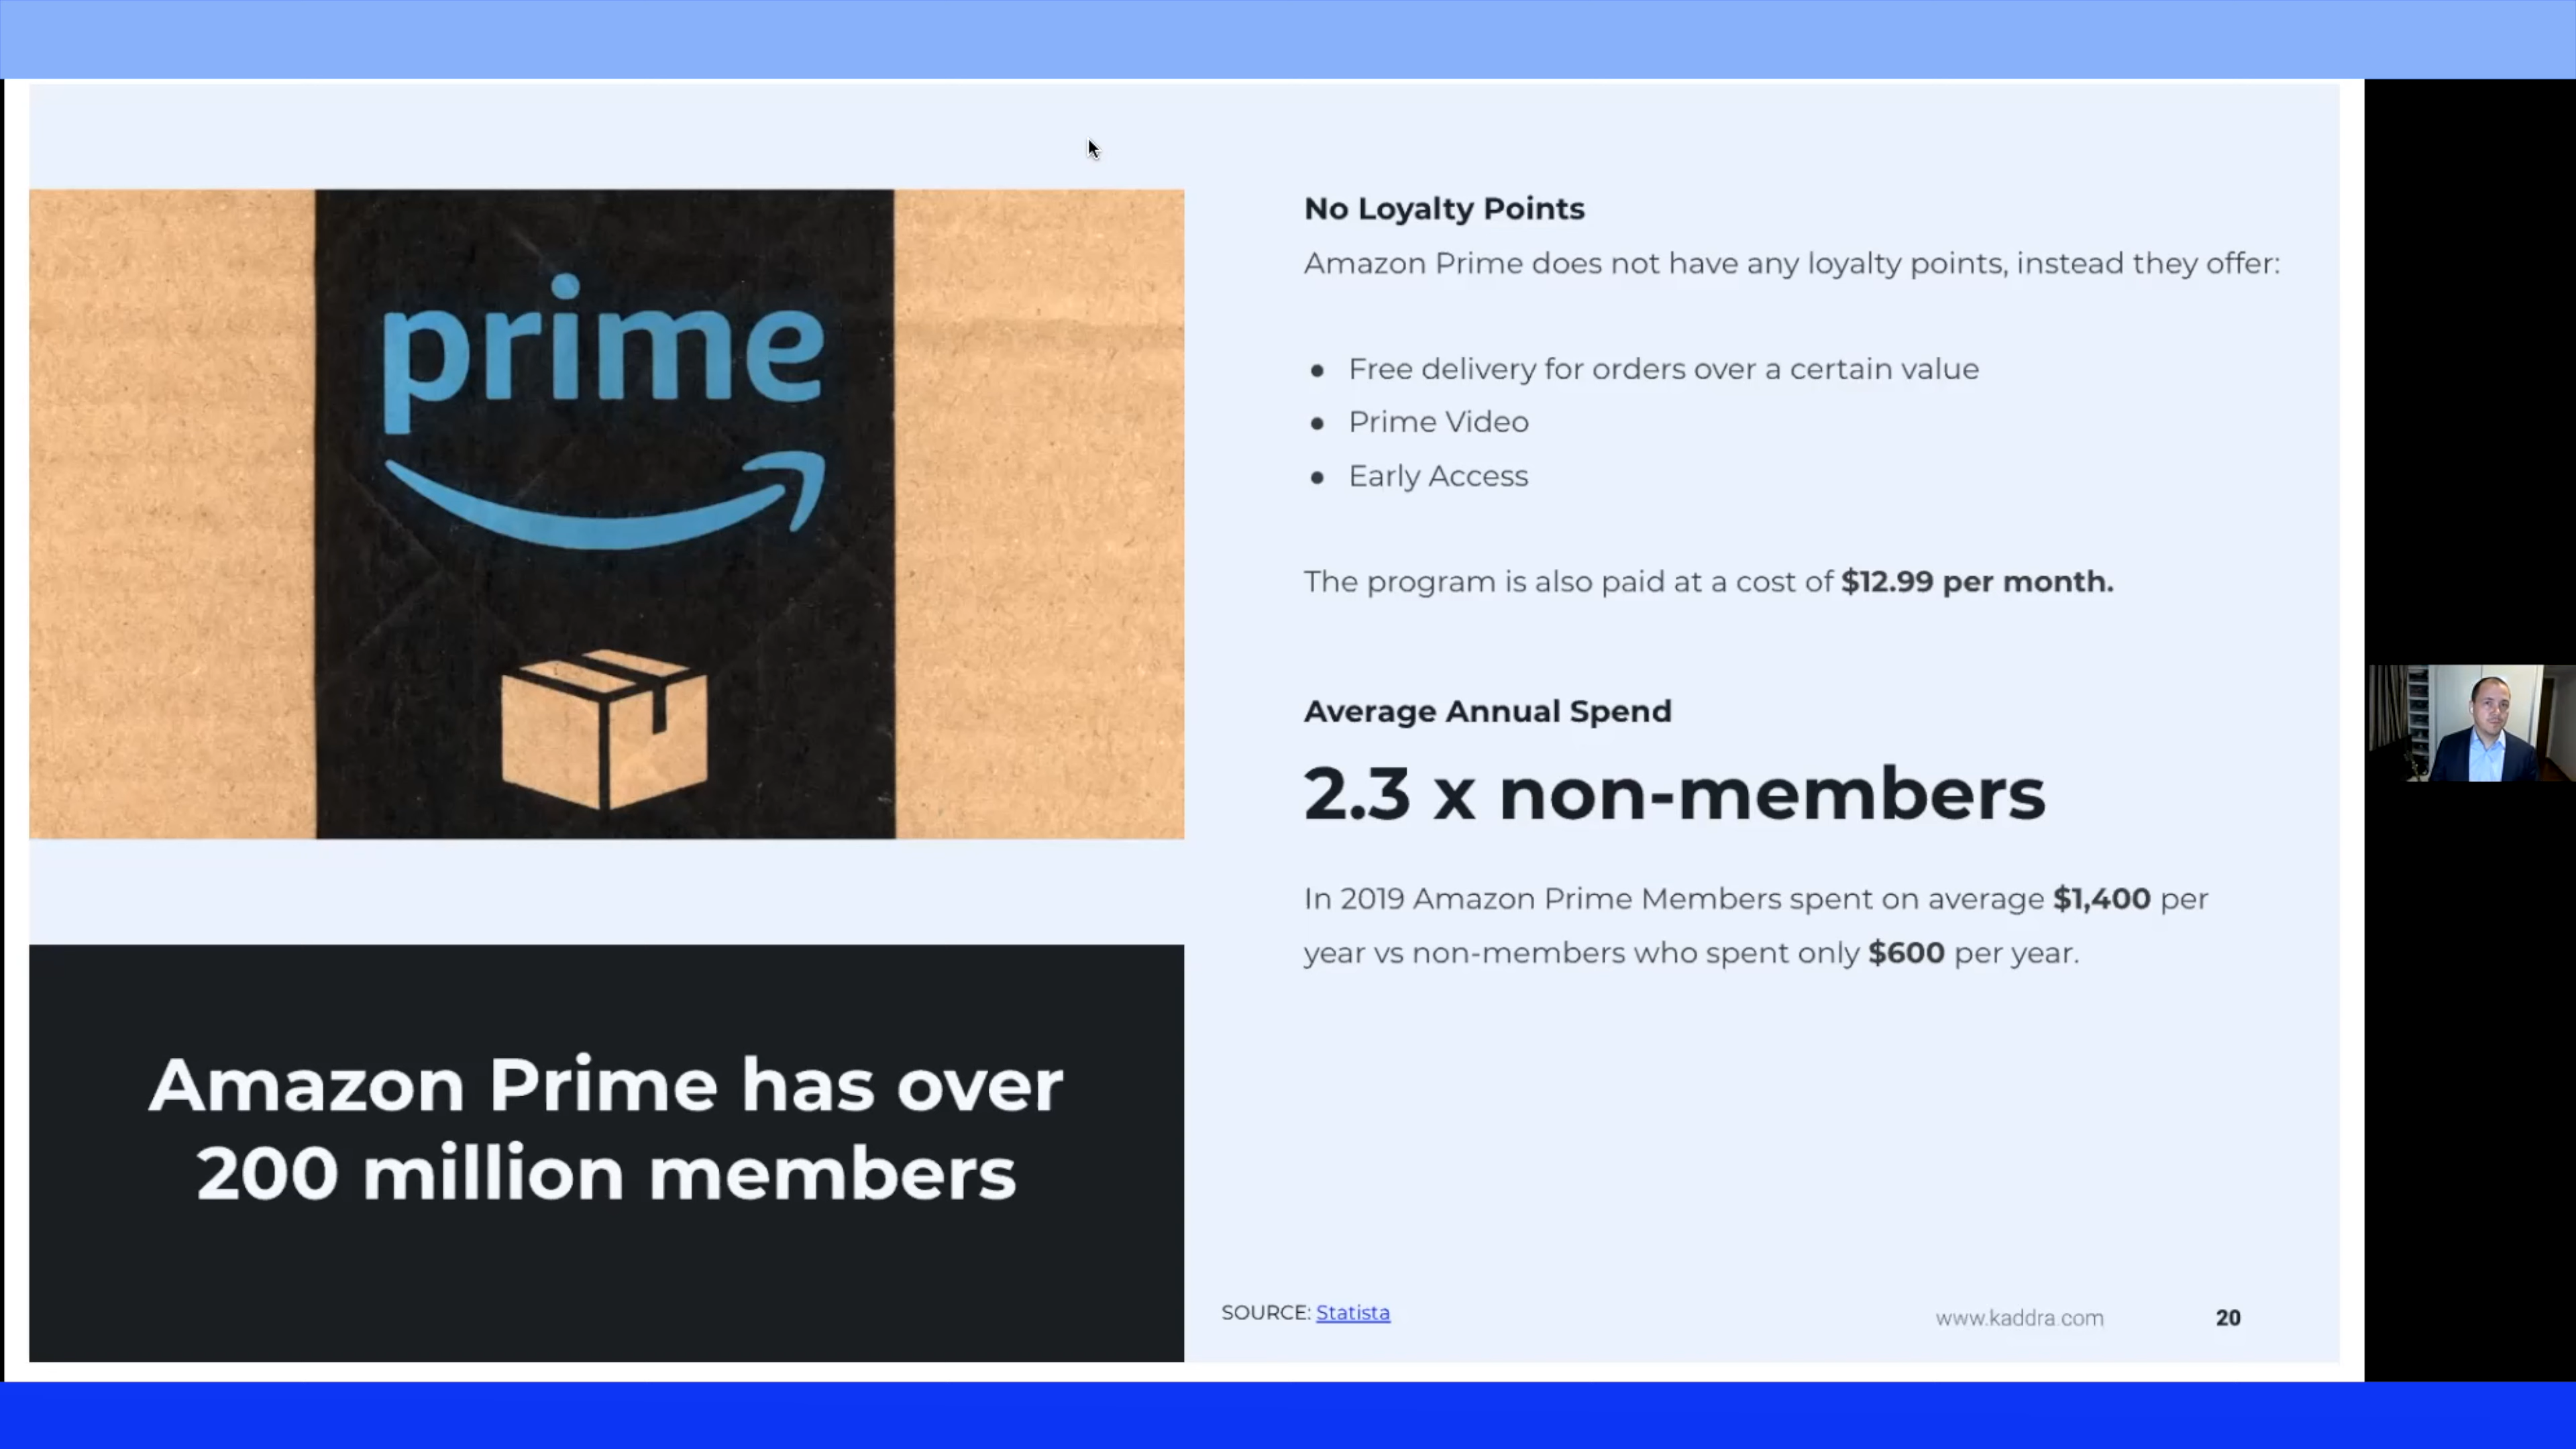 prime
Amazon Prime has over
200 million members
No Loyalty Points
Amazon Prime does not have any loyalty points, instead they offer:
● Free delivery for orders over a certain value
● Prime Video
● Early Access
The program is also paid at a cost of $12.99 per month.
Average Annual Spend
2.3 x non-members
In 2019 Amazon Prime Members spent on average $1,400 per
year vs non-members who spent only $600 per year.
SOURCE: Statista
www.kaddra.com
20